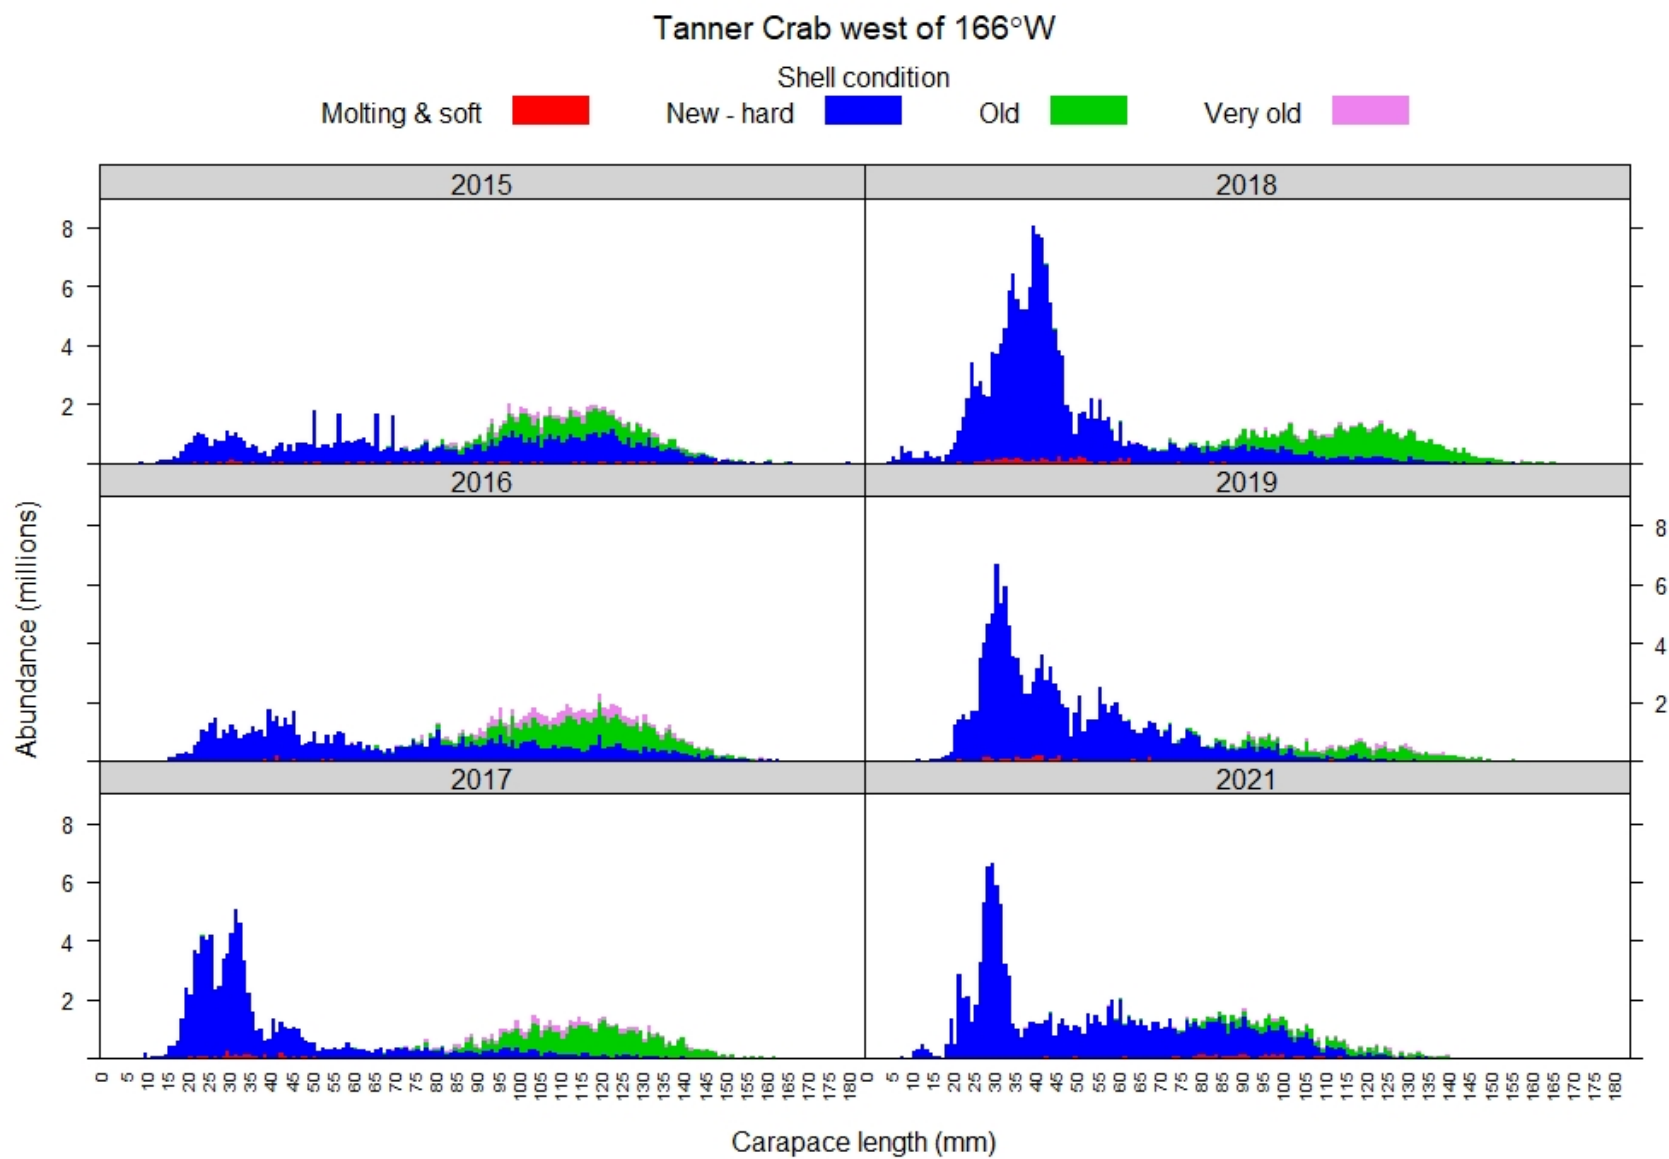 Tanner Crab west of 166°W
Shell condition
Molting & soft New - hard Old Very old
2015 2018
8
6
4
2
2016 2019
8
6
4
2
2017 2021
8
6
4
2
Abundance (millions)
0 5 10 15 20 25 30 35 40 45 50 55 60 65 70 75 80 85 90 95 100 105 110 115 120 125 130 135 140 145 150 155 160 165 170 175 180 0 5 10 15 20 25 30 35 40 45 50 55 60 65 70 75 80 85 90 95 100 105 110 115 120 125 130 135 140 145 150 155 160 165 170 175 180
Carapace length (mm)